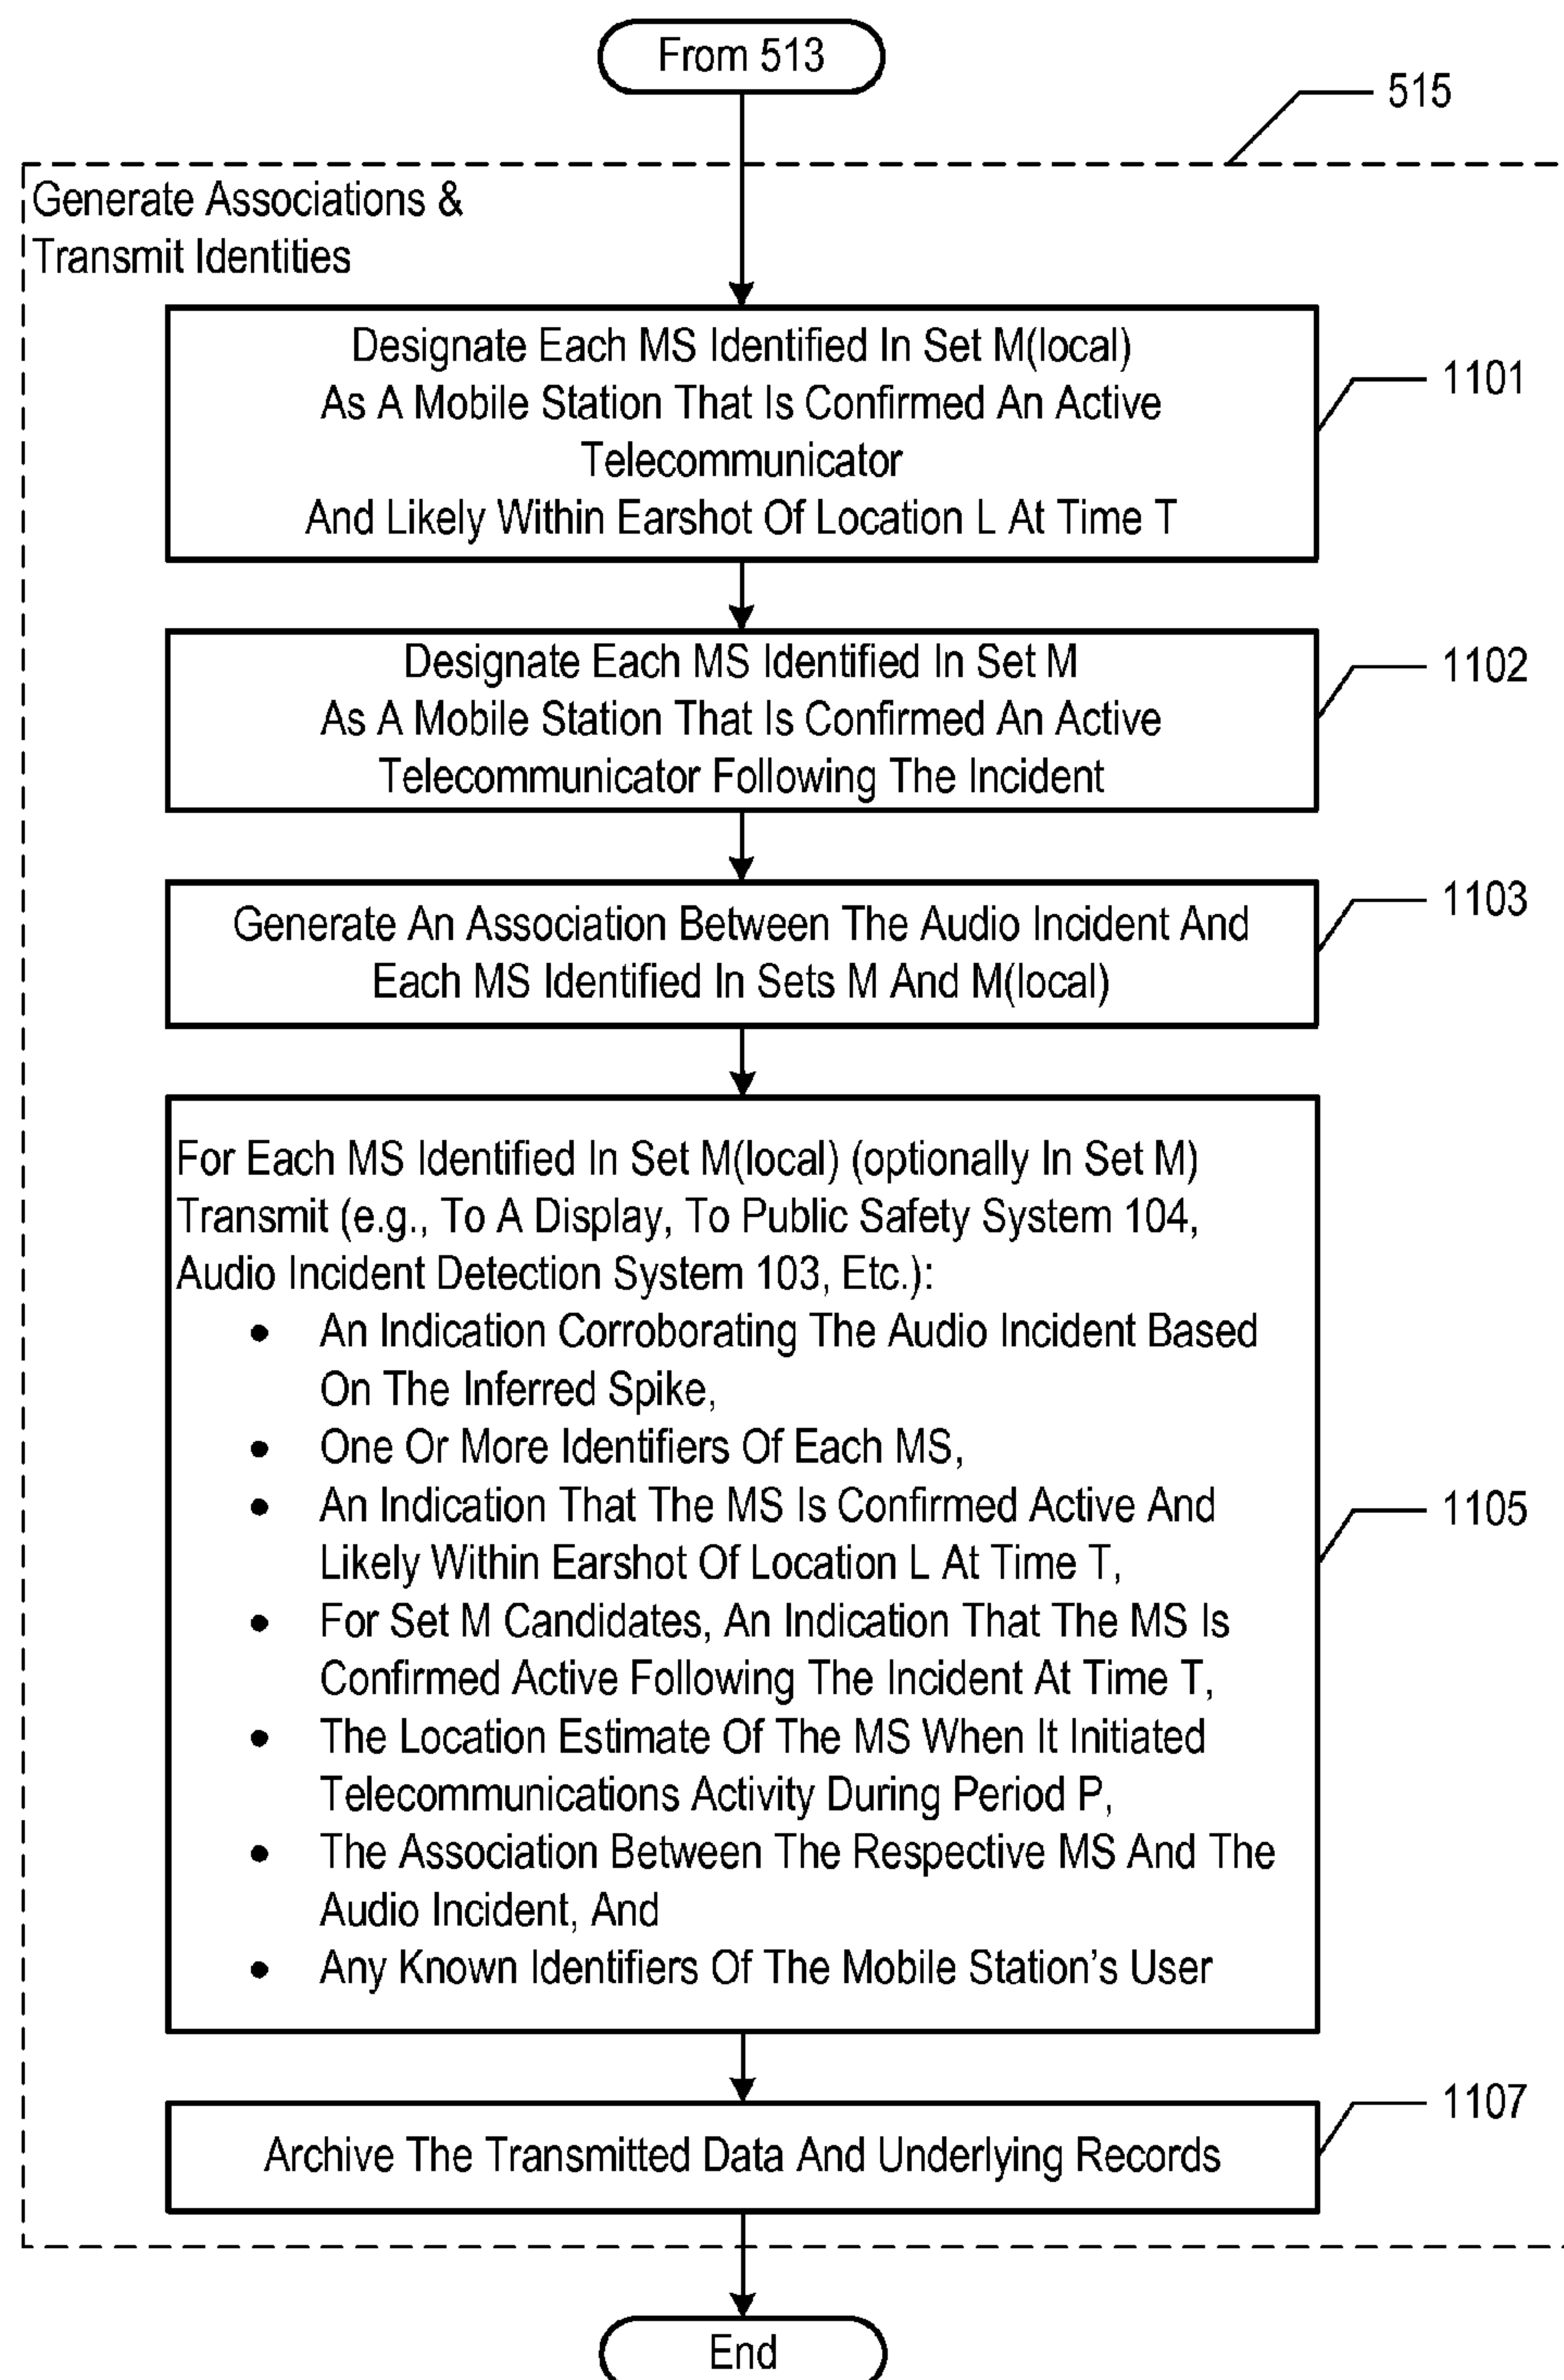 From 513
515
Generate Associations &
Transmit Identities
Designate Each MS Identified In Set M(local)
As A Mobile Station That Is Confirmed An Active
Telecommunicator
And Likely Within Earshot Of Location L At Time T
1101
Designate Each MS Identified In Set M
As A Mobile Station That Is Confirmed An Active
Telecommunicator Following The Incident
1102
Generate An Association Between The Audio Incident And
Each MS Identified In Sets M And M(local)
1103
For Each MS Identified In Set M(local) (optionally In Set M)
Transmit (e.g., To A Display, To Public Safety System 104,
Audio Incident Detection System 103, Etc.):
• An Indication Corroborating The Audio Incident Based
On The Inferred Spike,
• One Or More Identifiers Of Each MS,
• An Indication That The MS Is Confirmed Active And
Likely Within Earshot Of Location L At Time T,
• For Set M Candidates, An Indication That The MS Is
Confirmed Active Following The Incident At Time T,
• The Location Estimate Of The MS When It Initiated
Telecommunications Activity During Period P,
• The Association Between The Respective MS And The
Audio Incident, And
• Any Known Identifiers Of The Mobile Station's User
1105
Archive The Transmitted Data And Underlying Records
1107
End